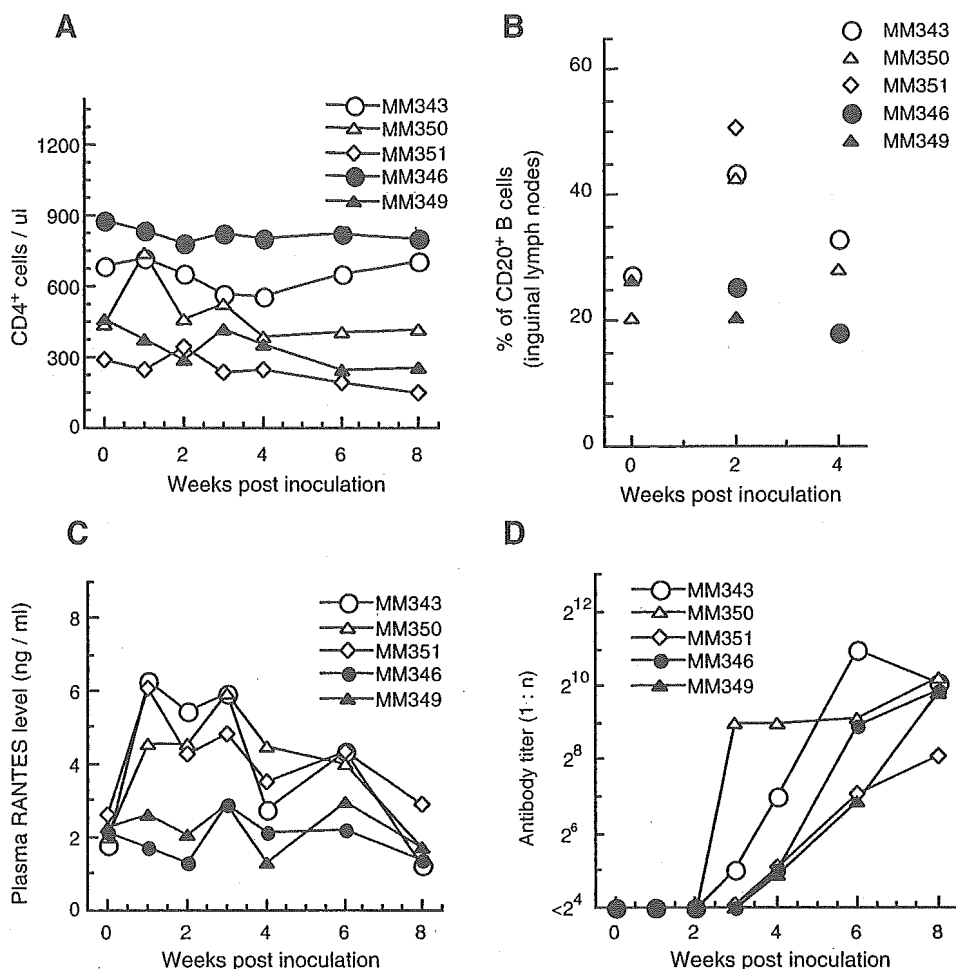 A
MM343
MM350
MM351
MM346
MM349
CD4+ cells / ul
1200
900
600
300
0
0 2 4 6 8
Weeks post inoculation
B
MM343
MM350
MM351
MM346
MM349
% of CD20+ B cells
(inguinal lymph nodes)
60
40
20
0
0 2 4
Weeks post inoculation
C
MM343
MM350
MM351
MM346
MM349
Plasma RANTES level (ng / ml)
8
6
4
2
0
0 2 4 6 8
Weeks post inoculation
D
MM343
MM350
MM351
MM346
MM349
Antibody titer (1 : n)
2^12
2^10
2^8
2^6
<2^4
0 2 4 6 8
Weeks post inoculation